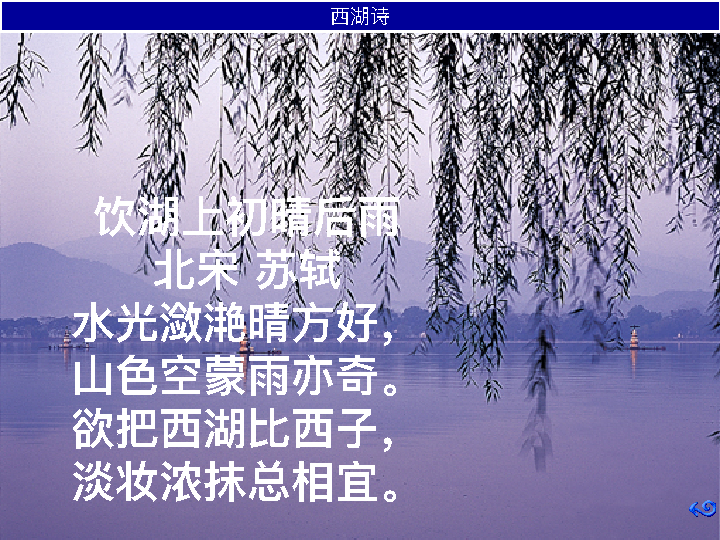 西湖诗
饮湖上初晴后雨
北宋 苏轼
水光潋滟晴方好，
山色空蒙雨亦奇。
欲把西湖比西子，
淡妆浓抹总相宜。